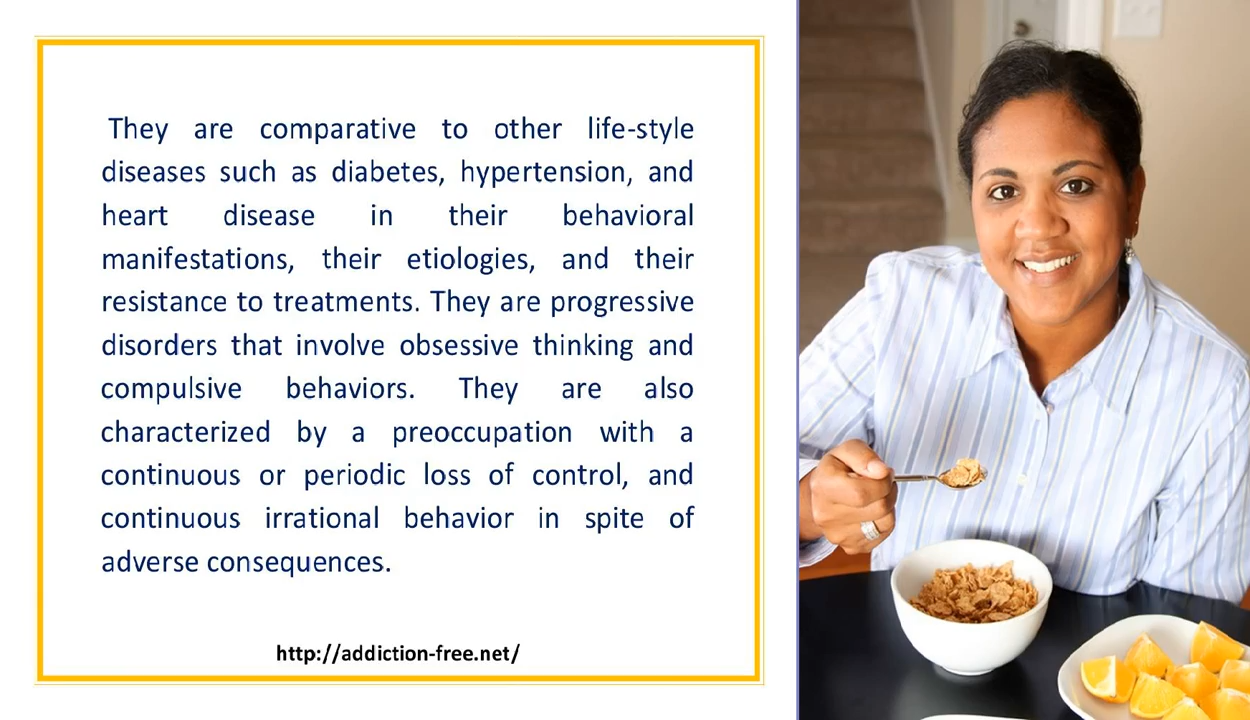 They are comparative to other life-style
diseases such as diabetes, hypertension, and
heart disease in their behavioral
manifestations, their etiologies, and their
resistance to treatments. They are progressive
disorders that involve obsessive thinking and
compulsive behaviors. They are also
characterized by a preoccupation with a
continuous or periodic loss of control, and
continuous irrational behavior in spite of
adverse consequences.
http://addiction-free.net/